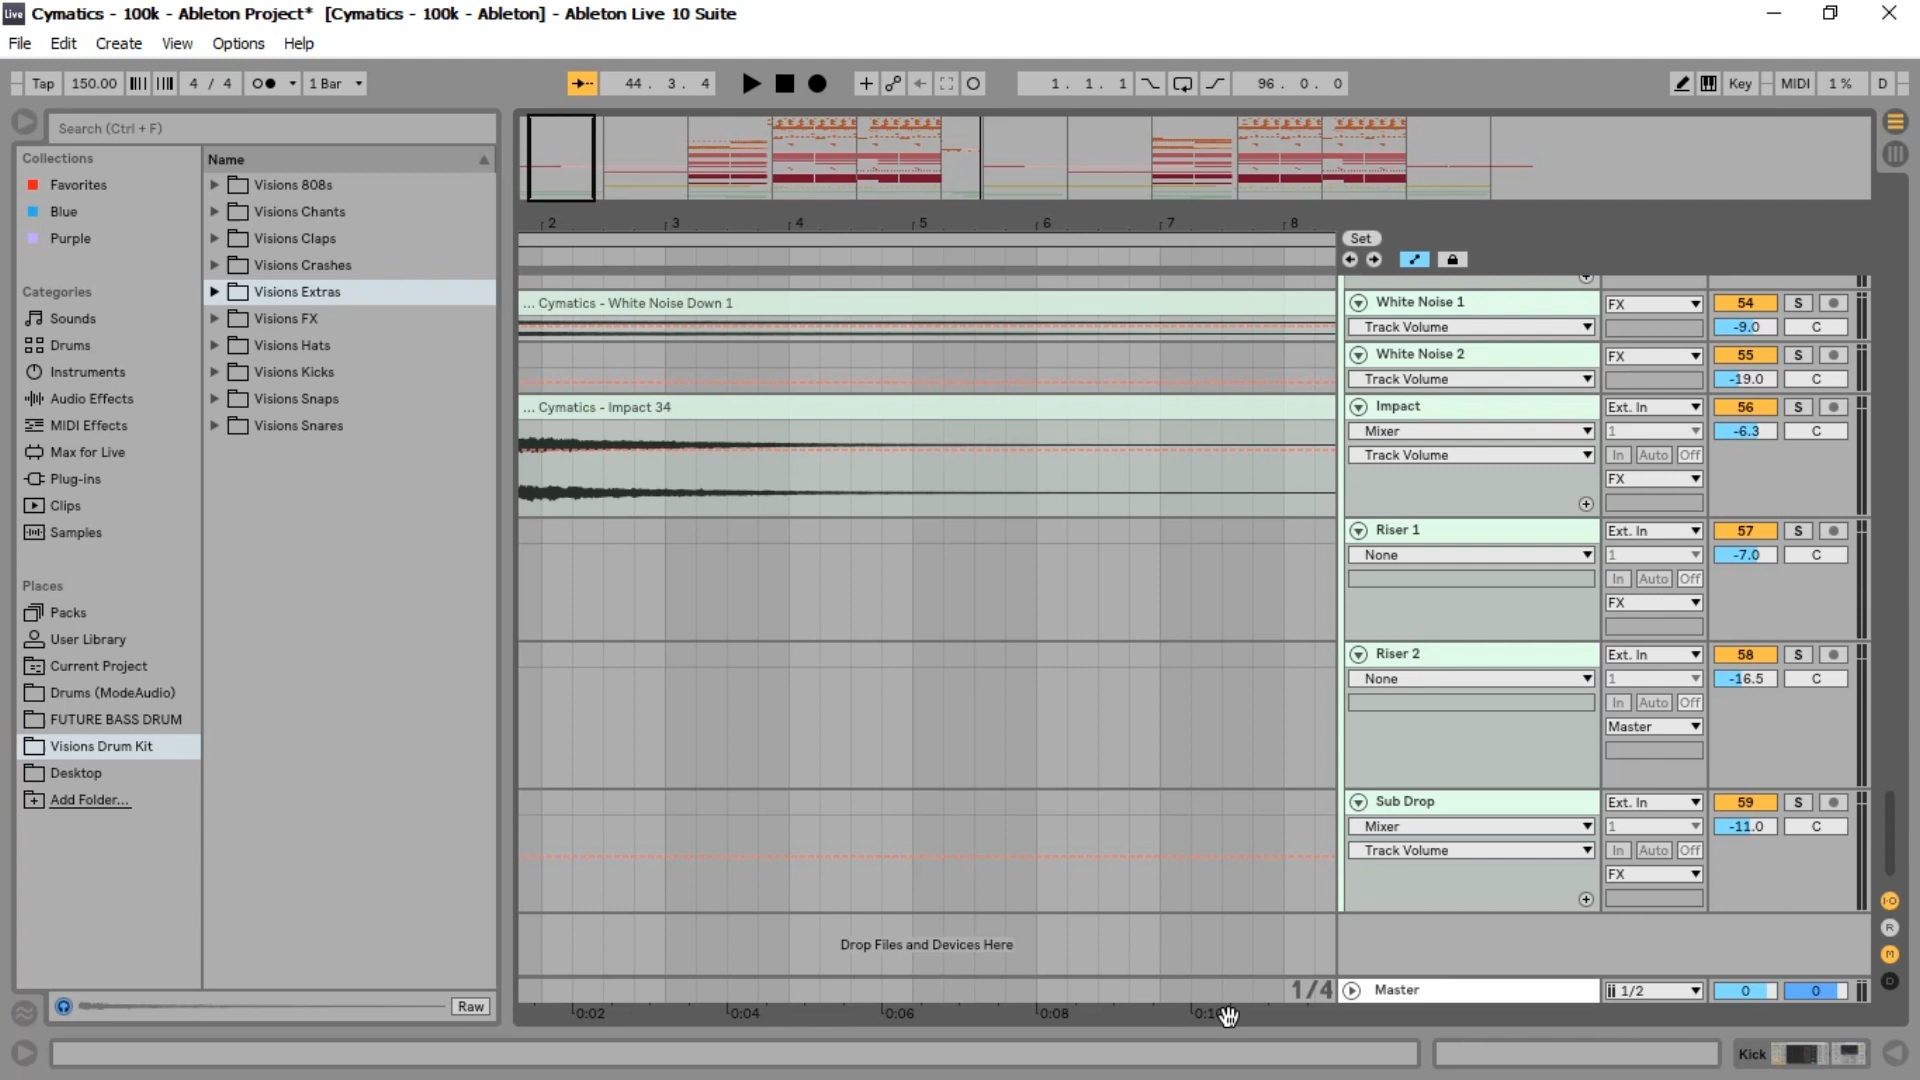 Live Cymatics - 100k - Ableton Project* [Cymatics - 100k - Ableton] - Ableton Live 10 Suite
File Edit Create View Options Help
Tap 150.00 4 / 4 1 Bar 44 . 3 . 4 1 . 1 . 1 96 . 0 . 0 Key MIDI 1 % D
Search (Ctrl + F)
Collections
Favorites
Blue
Purple
Categories
Sounds
Drums
Instruments
Audio Effects
MIDI Effects
Max for Live
Plug-ins
Clips
Samples
Places
Packs
User Library
Current Project
Drums (ModeAudio)
FUTURE BASS DRUM
Visions Drum Kit
Desktop
Add Folder...
Name
Visions 808s
Visions Chants
Visions Claps
Visions Crashes
Visions Extras
Visions FX
Visions Hats
Visions Kicks
Visions Snaps
Visions Snares
Raw
2 3 4 5 6 7 8
Set
... Cymatics - White Noise Down 1
... Cymatics - Impact 34
Drop Files and Devices Here
1/4
0:02 0:04 0:06 0:08
White Noise 1 FX 54 S
Track Volume -9.0 C
White Noise 2 FX 55 S
Track Volume -19.0 C
Impact Ext. In 56 S
Mixer 1 -6.3 C
Track Volume In Auto Off
FX
Riser 1 Ext. In 57 S
None 1 -7.0 C
In Auto Off
FX
Riser 2 Ext. In 58 S
None 1 -16.5 C
In Auto Off
Master
Sub Drop Ext. In 59 S
Mixer 1 -11.0 C
Track Volume In Auto Off
FX
Master 1/2 0 0
I·O
R
M
D
Kick